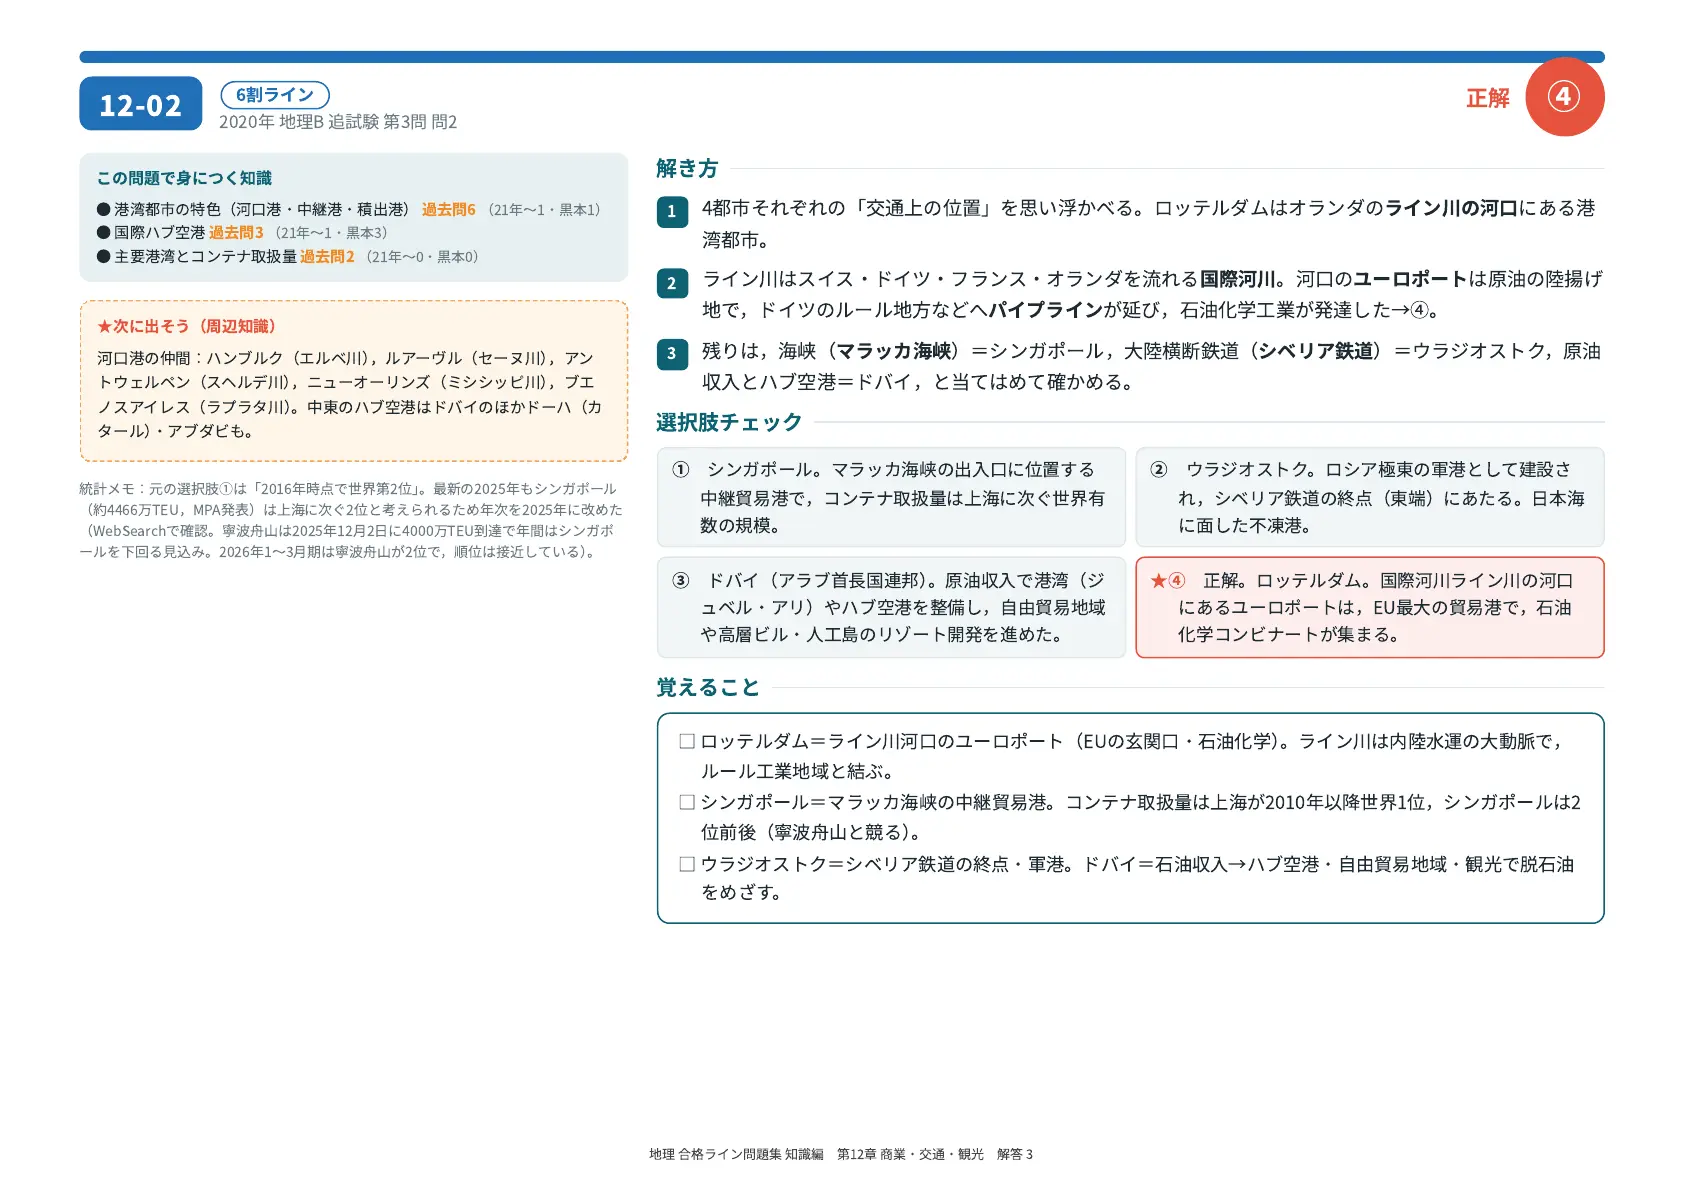 12-02
6割ライン
2020年 地理B 追試験 第3問 問2
正解 ④
この問題で身につく知識
● 港湾都市の特色（河口港・中継港・積出港） 過去問6 （21年〜1・黒本1）
● 国際ハブ空港 過去問3 （21年〜1・黒本3）
● 主要港湾とコンテナ取扱量 過去問2 （21年〜0・黒本0）
★次に出そう（周辺知識）
河口港の仲間：ハンブルク（エルベ川），ルアーヴル（セーヌ川），アン
トウェルペン（スヘルデ川），ニューオーリンズ（ミシシッピ川），ブエ
ノスアイレス（ラプラタ川）。中東のハブ空港はドバイのほかドーハ（カ
タール）・アブダビも。
統計メモ：元の選択肢①は「2016年時点で世界第2位」。最新の2025年もシンガポール
（約4466万TEU，MPA発表）は上海に次ぐ2位と考えられるため年次を2025年に改めた
（WebSearchで確認。寧波舟山は2025年12月2日に4000万TEU到達で年間はシンガポ
ールを下回る見込み。2026年1〜3月期は寧波舟山が2位で，順位は接近している）。
解き方
1 4都市それぞれの「交通上の位置」を思い浮かべる。ロッテルダムはオランダのライン川の河口にある港
湾都市。
2 ライン川はスイス・ドイツ・フランス・オランダを流れる国際河川。河口のユーロポートは原油の陸揚げ
地で，ドイツのルール地方などへパイプラインが延び，石油化学工業が発達した→④。
3 残りは，海峡（マラッカ海峡）＝シンガポール，大陸横断鉄道（シベリア鉄道）＝ウラジオストク，原油
収入とハブ空港＝ドバイ，と当てはめて確かめる。
選択肢チェック
① シンガポール。マラッカ海峡の出入口に位置する
中継貿易港で，コンテナ取扱量は上海に次ぐ世界有
数の規模。
② ウラジオストク。ロシア極東の軍港として建設さ
れ，シベリア鉄道の終点（東端）にあたる。日本海
に面した不凍港。
③ ドバイ（アラブ首長国連邦）。原油収入で港湾（ジ
ュベル・アリ）やハブ空港を整備し，自由貿易地域
や高層ビル・人工島のリゾート開発を進めた。
★④ 正解。ロッテルダム。国際河川ライン川の河口
にあるユーロポートは，EU最大の貿易港で，石油
化学コンビナートが集まる。
覚えること
□ ロッテルダム＝ライン川河口のユーロポート（EUの玄関口・石油化学）。ライン川は内陸水運の大動脈で，
ルール工業地域と結ぶ。
□ シンガポール＝マラッカ海峡の中継貿易港。コンテナ取扱量は上海が2010年以降世界1位，シンガポールは2
位前後（寧波舟山と競る）。
□ ウラジオストク＝シベリア鉄道の終点・軍港。ドバイ＝石油収入→ハブ空港・自由貿易地域・観光で脱石油
をめざす。
地理 合格ライン問題集 知識編 第12章 商業・交通・観光 解答 3